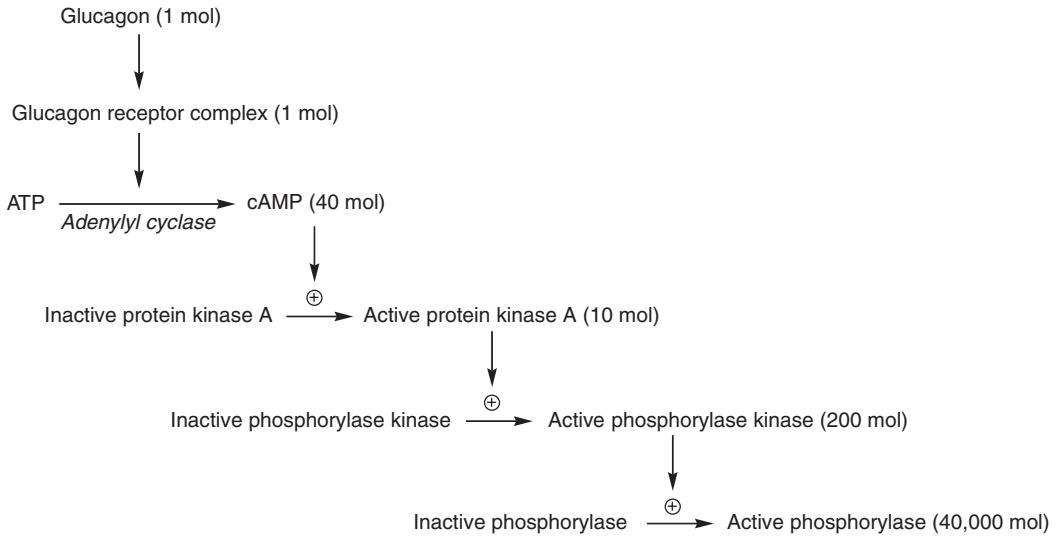 Glucagon (1 mol)
Glucagon receptor complex (1 mol)
ATP
cAMP (40 mol)
Adenylyl cyclase
⊕
Inactive protein kinase A
Active protein kinase A (10 mol)
⊕
Inactive phosphorylase kinase
Active phosphorylase kinase (200 mol)
⊕
Inactive phosphorylase
Active phosphorylase (40,000 mol)